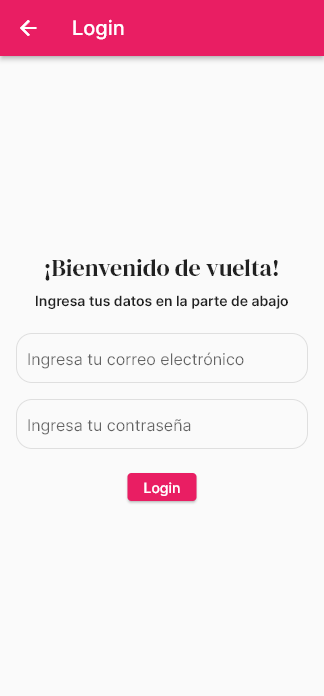 Login
¡Bienvenido de vuelta!
Ingresa tus datos en la parte de abajo
Ingresa tu correo electrónico
Ingresa tu contraseña
Login